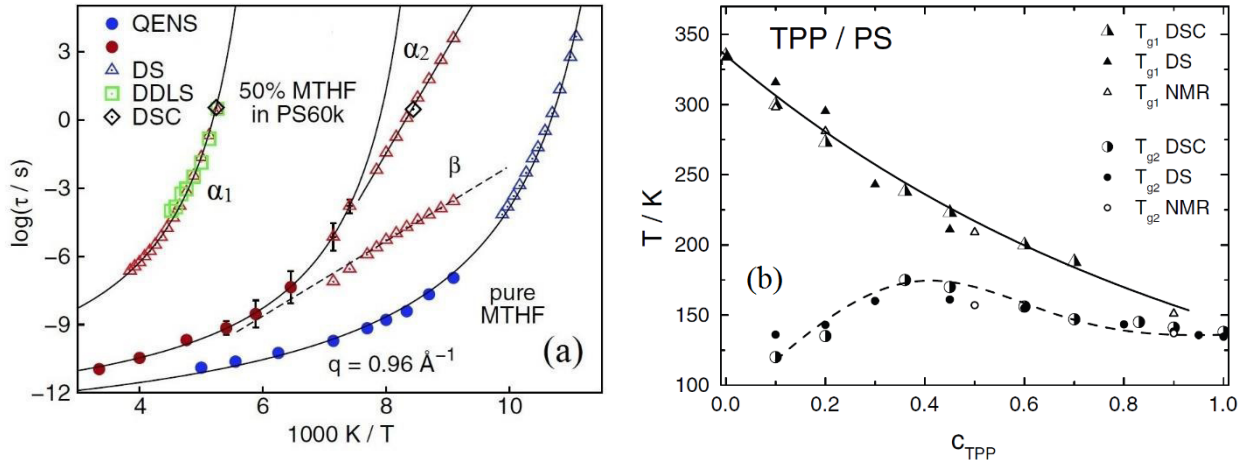 QENS
DS
DDLS
DSC
50% MTHF
in PS60k
α1
α2
β
pure
MTHF
(a)
q = 0.96 Å⁻¹
log(τ / s)
3
0
−3
−6
−9
−12
4
6
8
10
1000 K / T
TPP / PS
Tg1 DSC
Tg1 DS
Tg1 NMR
Tg2 DSC
Tg2 DS
Tg2 NMR
(b)
T / K
350
300
250
200
150
100
0.0
0.2
0.4
0.6
0.8
1.0
cTPP